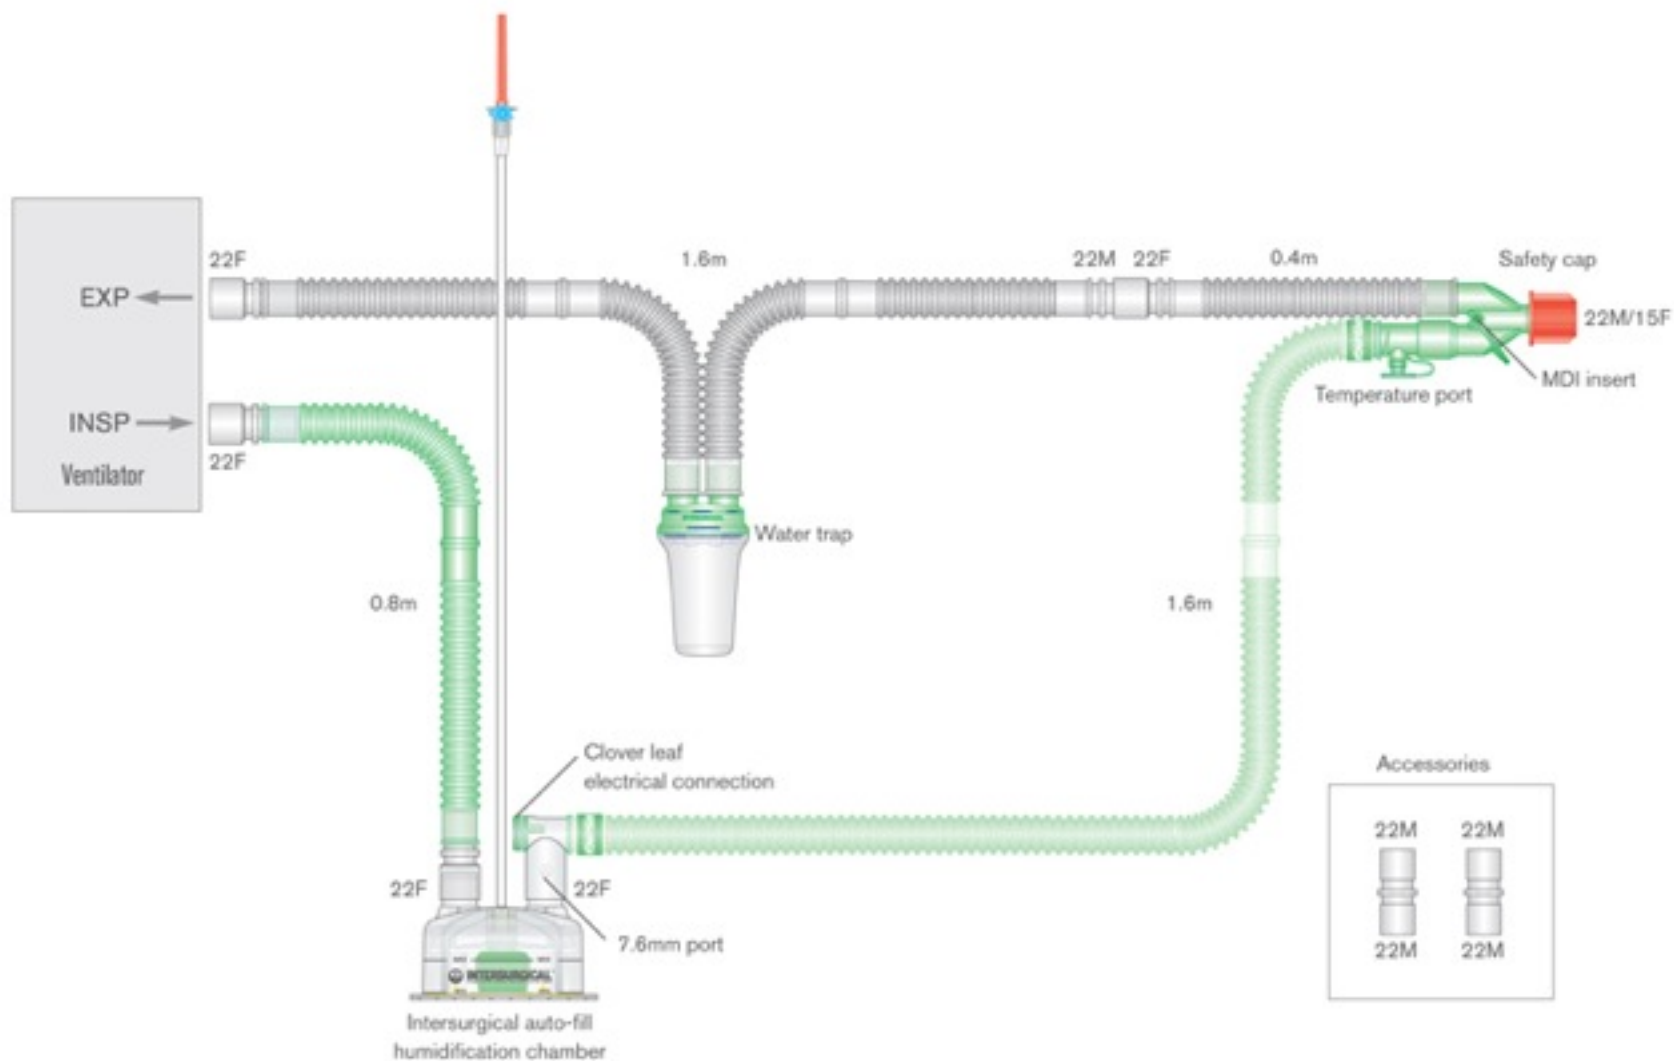 22F
1.6m
22M 22F
0.4m
Safety cap
EXP
22M/15F
MDI insert
Temperature port
INSP
22F
Ventilator
Water trap
0.8m
1.6m
Clover leaf
electrical connection
Accessories
22M 22M
22F
22F
7.6mm port
22M 22M
INTERSURGICAL
Intersurgical auto-fill
humidification chamber